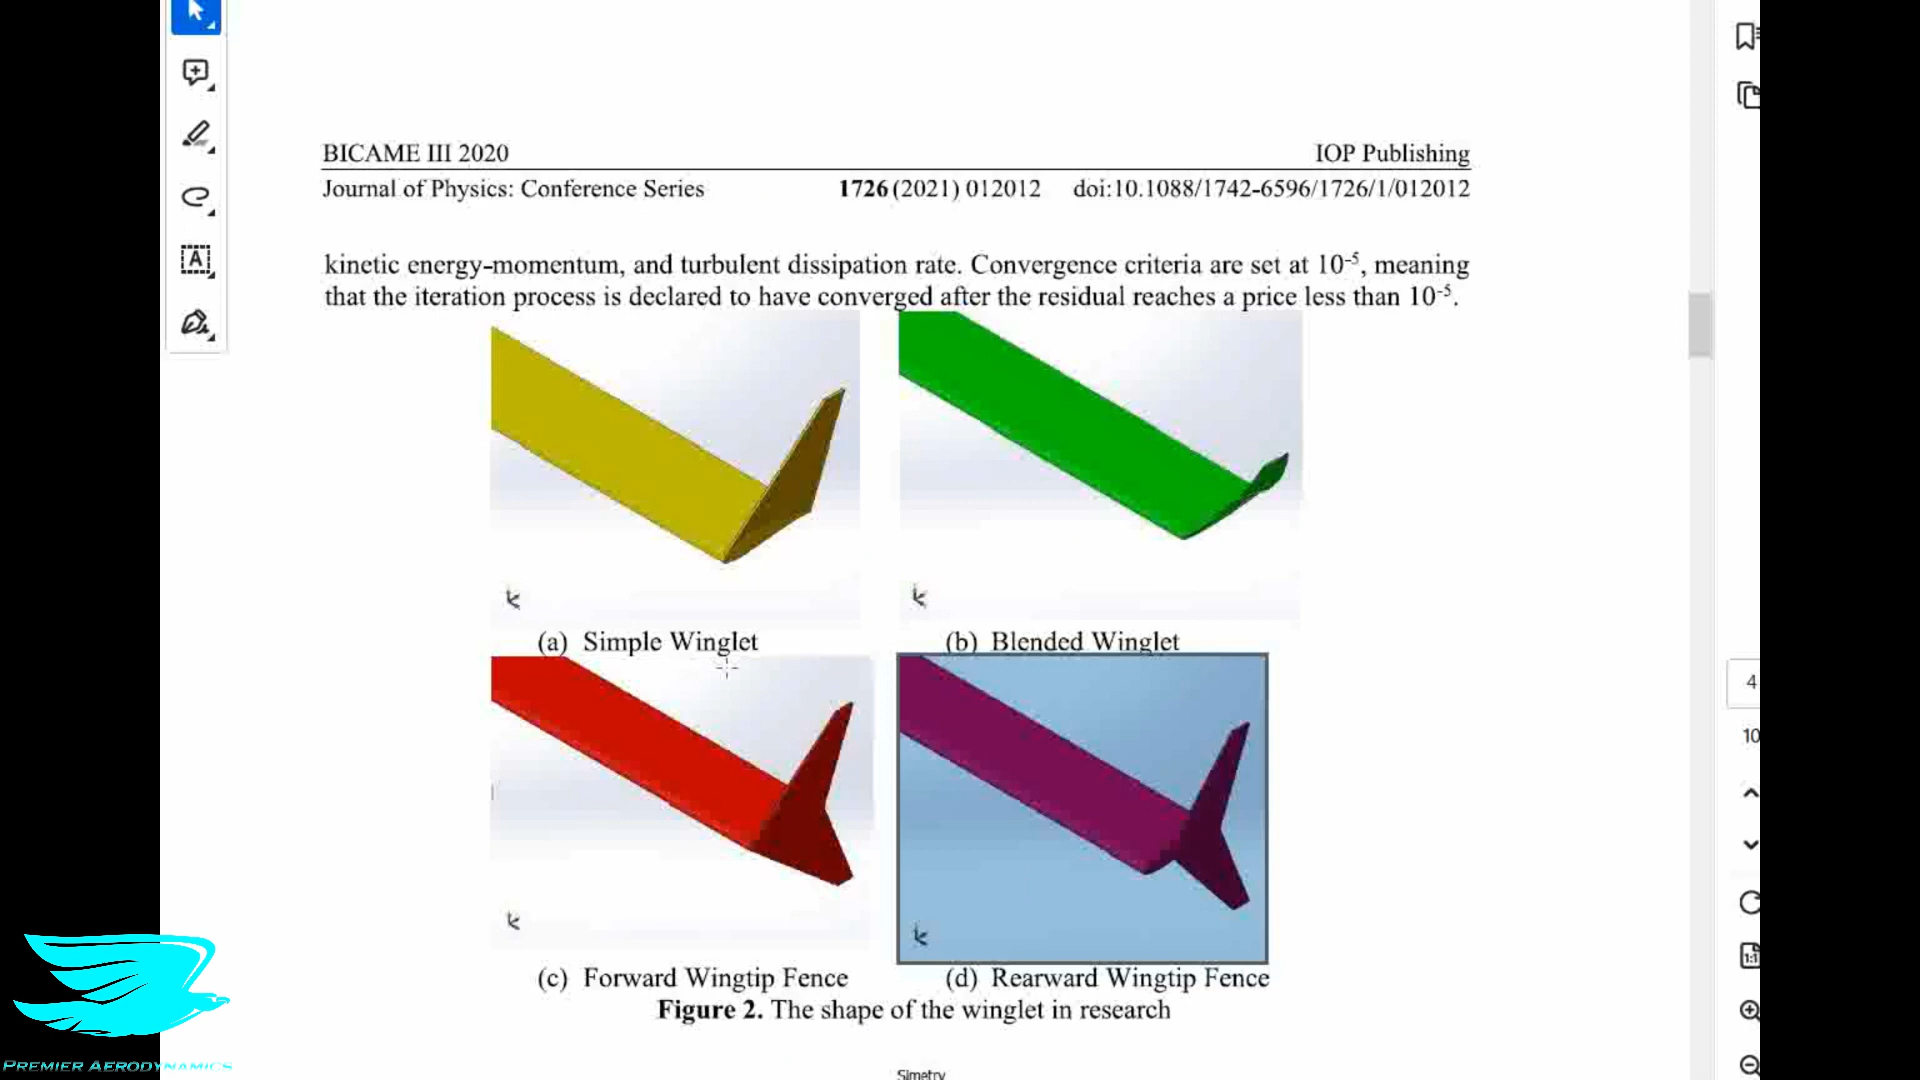 BICAME III 2020 IOP Publishing
Journal of Physics: Conference Series 1726 (2021) 012012 doi:10.1088/1742-6596/1726/1/012012
kinetic energy-momentum, and turbulent dissipation rate. Convergence criteria are set at 10⁻⁵, meaning
that the iteration process is declared to have converged after the residual reaches a price less than 10⁻⁵.
(a) Simple Winglet (b) Blended Winglet
(c) Forward Wingtip Fence (d) Rearward Wingtip Fence
Figure 2. The shape of the winglet in research
Simetry
4
10
1:1
A
PREMIER AERODYNAMICS